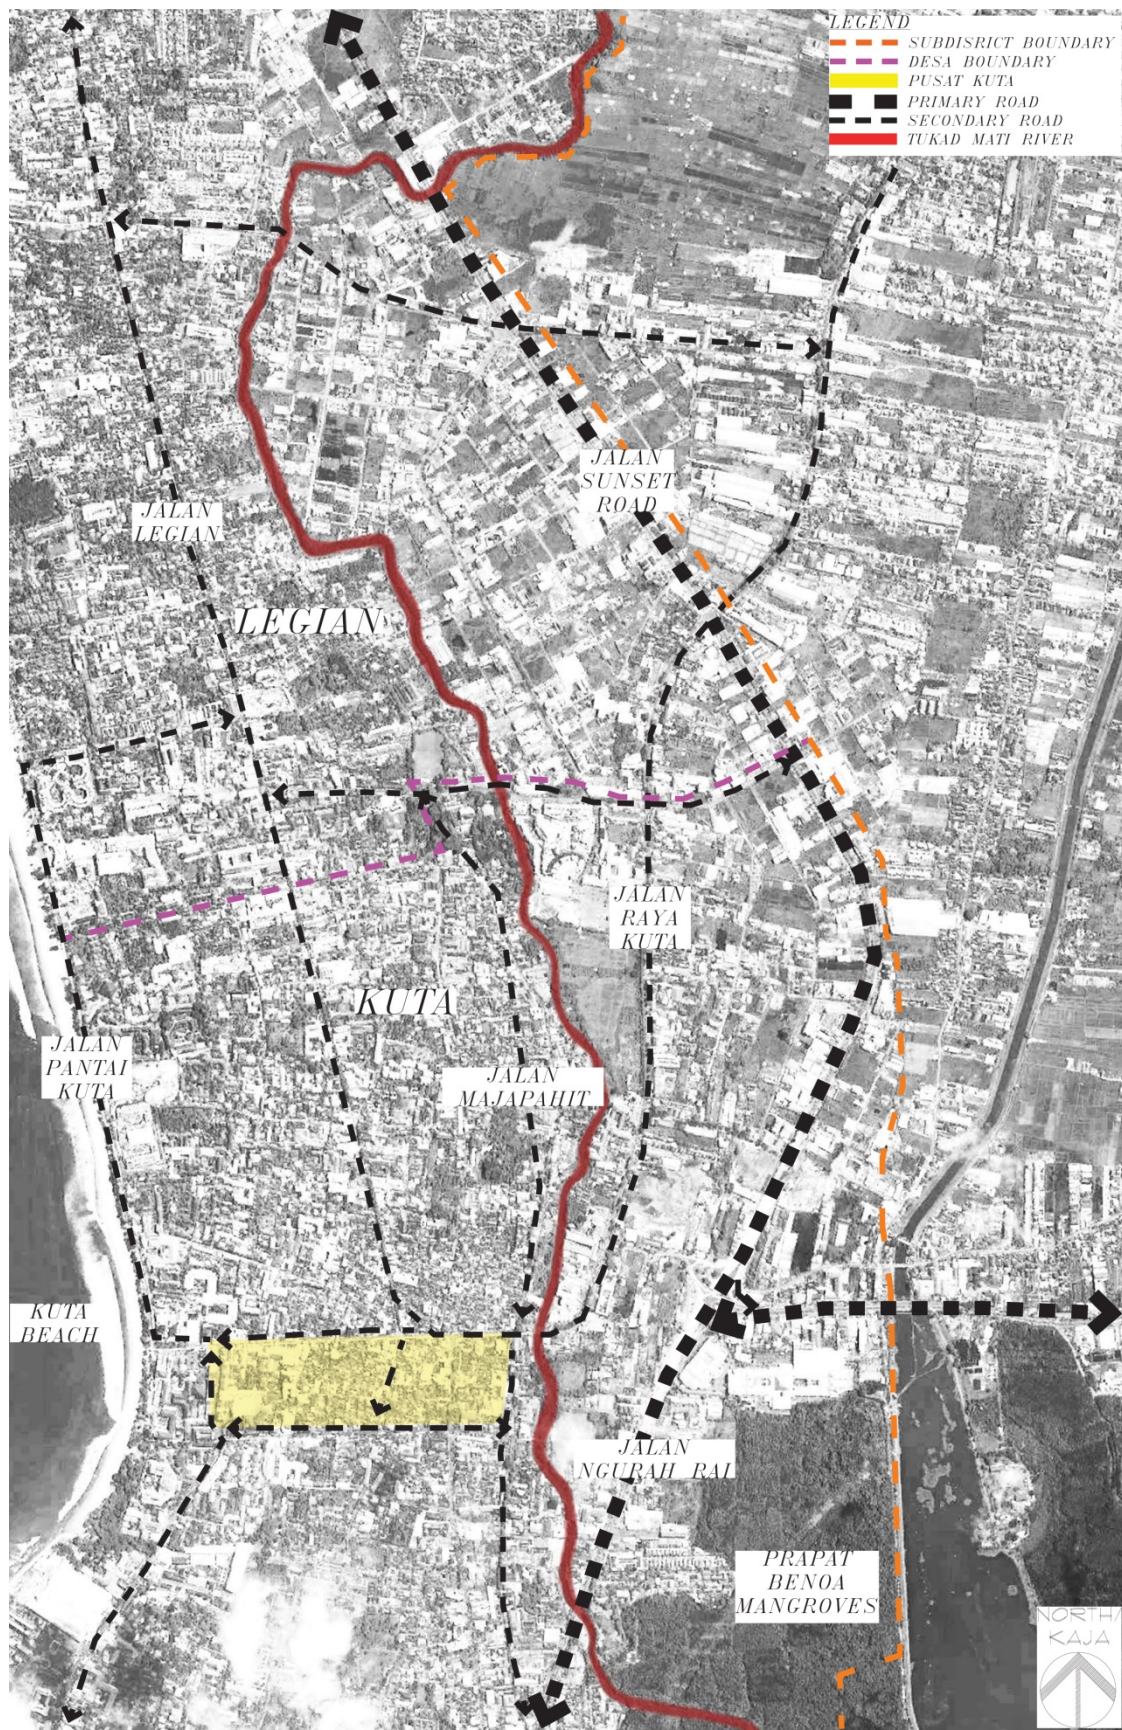 LEGEND
SUBDISRICT BOUNDARY
DESA BOUNDARY
PUSAT KUTA
PRIMARY ROAD
SECONDARY ROAD
TUKAD MATI RIVER
JALAN
SUNSET
ROAD
JALAN
LEGIAN
LEGIAN
JALAN
RAYA
KUTA
KUTA
JALAN
PANTAI
KUTA
JALAN
MAJAPAHIT
KUTA
BEACH
JALAN
NGURAH RAI
PRAPAT
BENOA
MANGROVES
NORTH/
KAJA